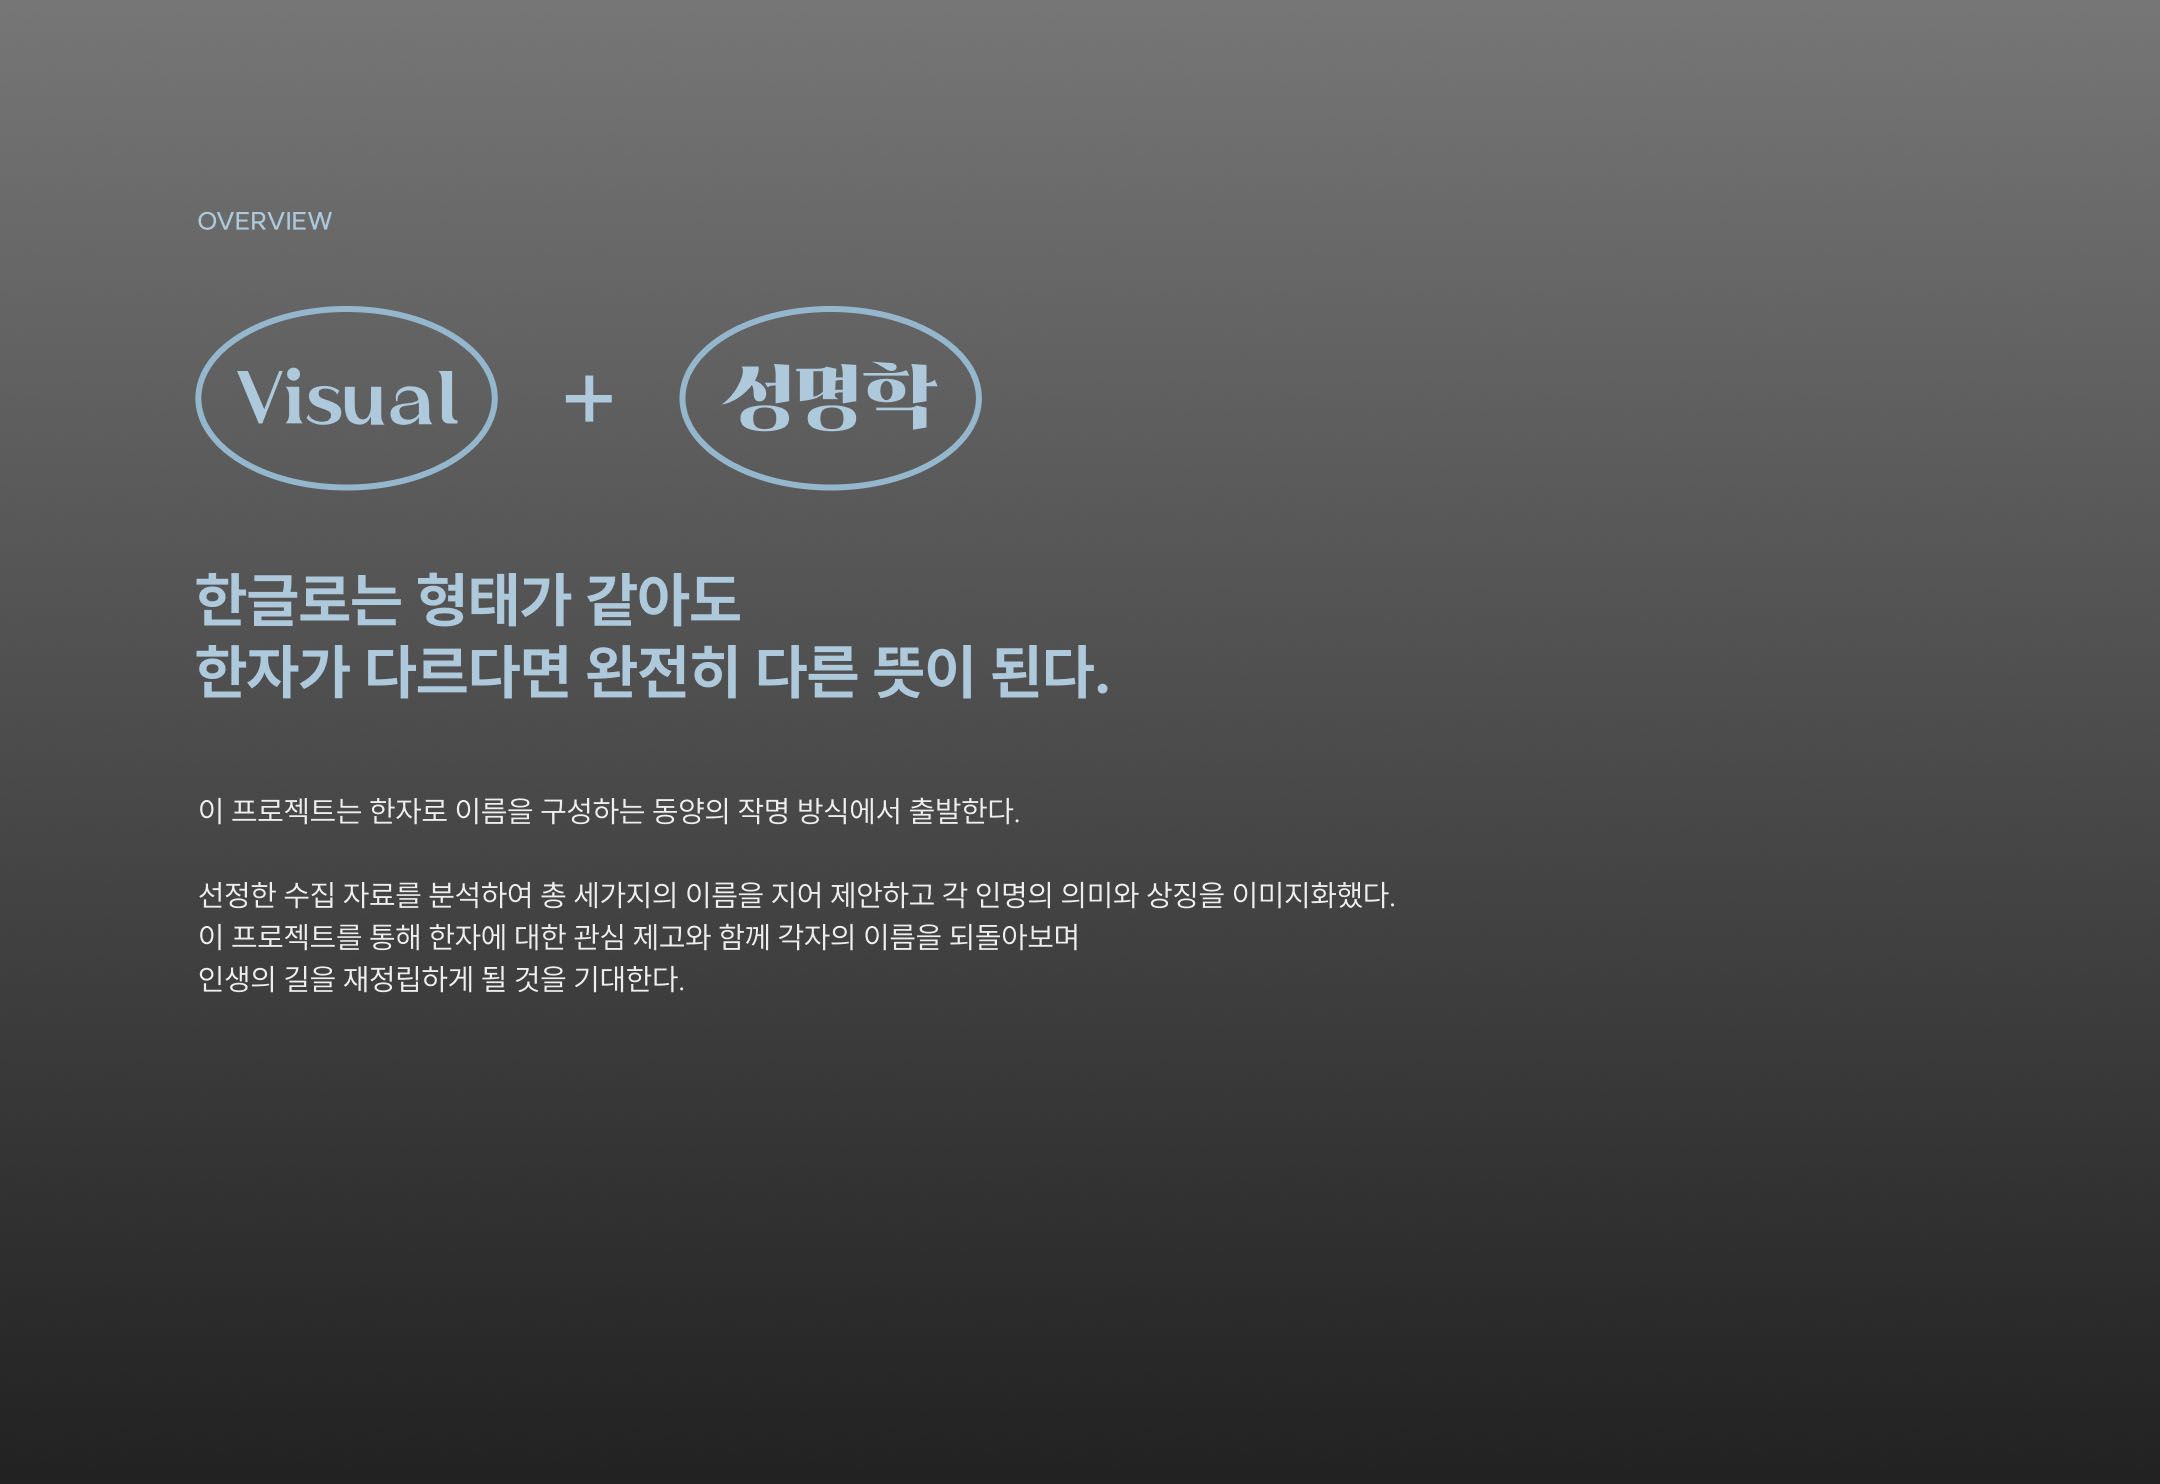 OVERVIEW
Visual + 성명학
한글로는 형태가 같아도
한자가 다르다면 완전히 다른 뜻이 된다.
이 프로젝트는 한자로 이름을 구성하는 동양의 작명 방식에서 출발한다.
선정한 수집 자료를 분석하여 총 세가지의 이름을 지어 제안하고 각 인명의 의미와 상징을 이미지화했다.
이 프로젝트를 통해 한자에 대한 관심 제고와 함께 각자의 이름을 되돌아보며
인생의 길을 재정립하게 될 것을 기대한다.